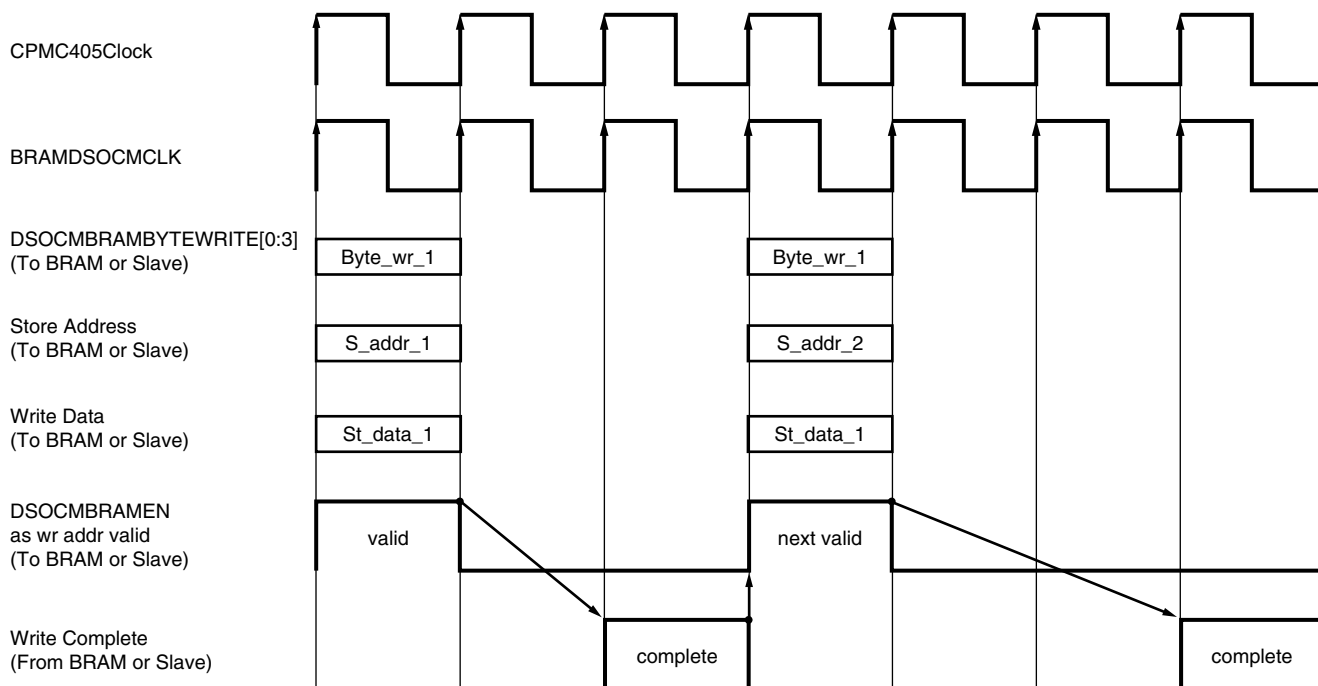 CPMC405Clock
BRAMDSOCMCLK
DSOCMBRAMBYTEWRITE[0:3]
(To BRAM or Slave)
Byte_wr_1
Byte_wr_1
Store Address
(To BRAM or Slave)
S_addr_1
S_addr_2
Write Data
(To BRAM or Slave)
St_data_1
St_data_1
DSOCMBRAMEN
as wr addr valid
(To BRAM or Slave)
valid
next valid
Write Complete
(From BRAM or Slave)
complete
complete